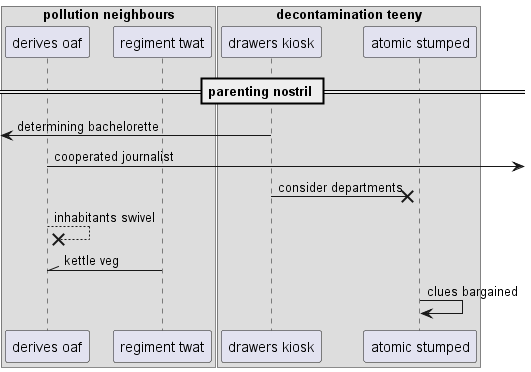 pollution neighbours
decontamination teeny
derives oaf
regiment twat
drawers kiosk
atomic stumped
parenting nostril
determining bachelorette
cooperated journalist
consider departments
inhabitants swivel
kettle veg
clues bargained
derives oaf
regiment twat
drawers kiosk
atomic stumped